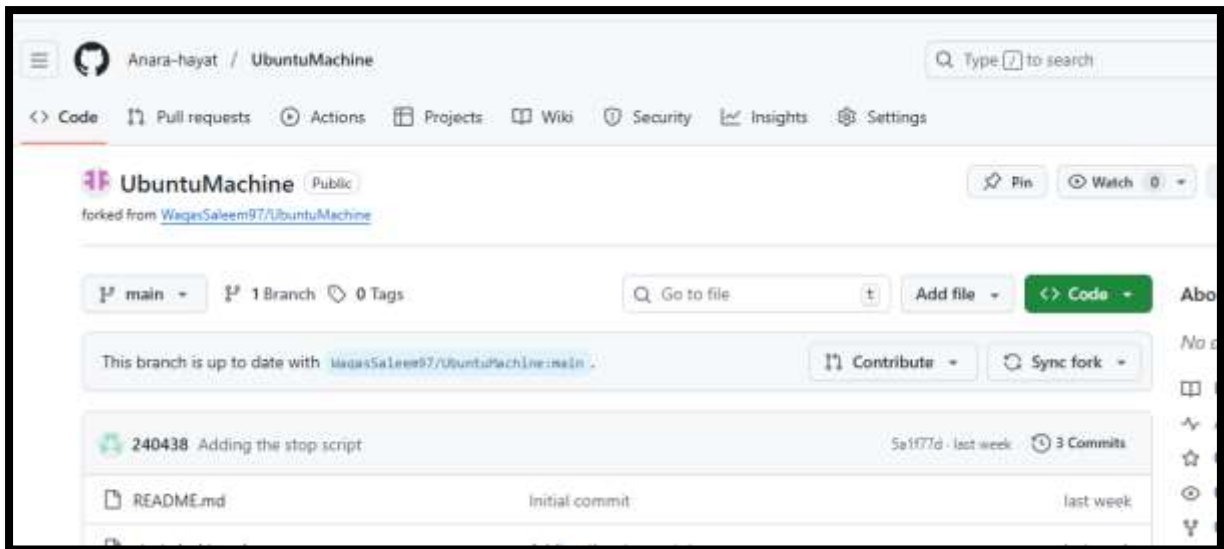 Anara-hayat / UbuntuMachine
Type / to search
Code Pull requests Actions Projects Wiki Security Insights Settings
UbuntuMachine Public
Pin Watch 0
forked from WaqasSaleem97/UbuntuMachine
main 1 Branch 0 Tags
Go to file t Add file Code
Abo
This branch is up to date with WaqasSaleem97/UbuntuMachine:main .
Contribute Sync fork
No
240438 Adding the stop script
5a1f77d · last week 3 Commits
README.md Initial commit last week